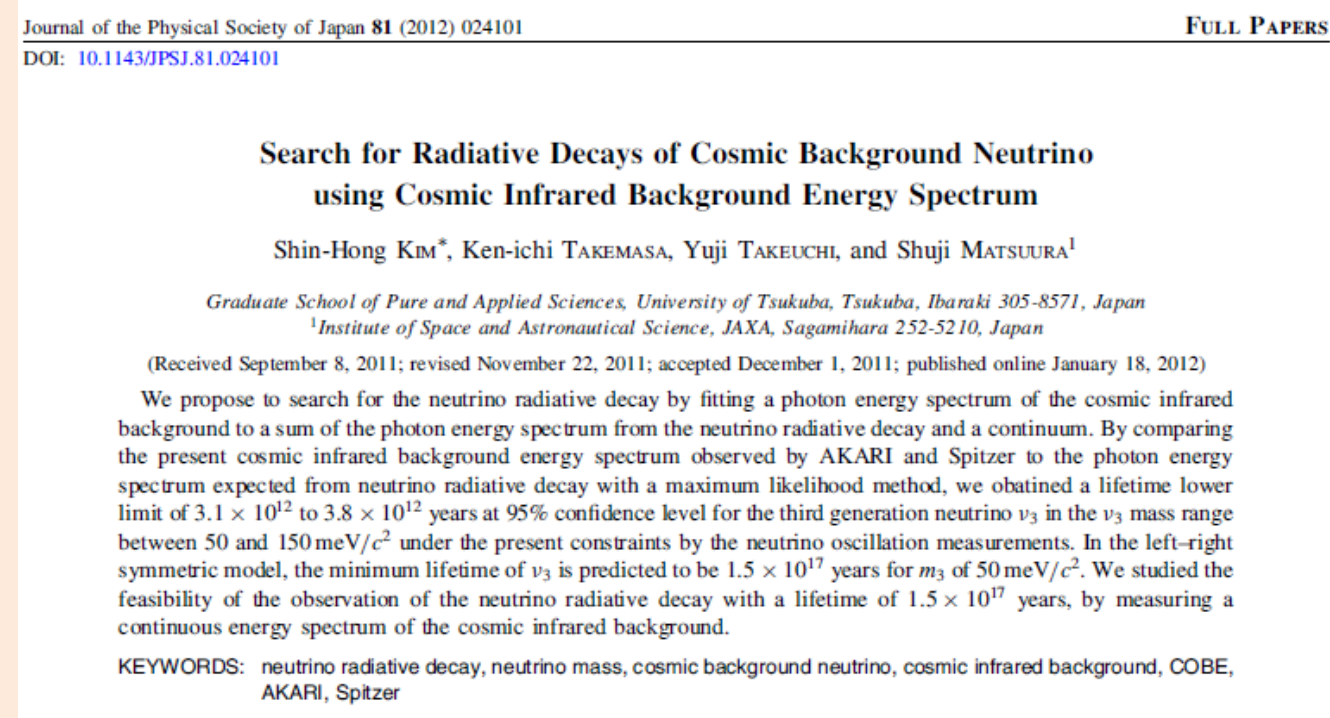 Journal of the Physical Society of Japan 81 (2012) 024101
FULL PAPERS
DOI: 10.1143/JPSJ.81.024101
Search for Radiative Decays of Cosmic Background Neutrino
using Cosmic Infrared Background Energy Spectrum
Shin-Hong KIM*, Ken-ichi TAKEMASA, Yuji TAKEUCHI, and Shuji MATSUURA¹
Graduate School of Pure and Applied Sciences, University of Tsukuba, Tsukuba, Ibaraki 305-8571, Japan
¹Institute of Space and Astronautical Science, JAXA, Sagamihara 252-5210, Japan
(Received September 8, 2011; revised November 22, 2011; accepted December 1, 2011; published online January 18, 2012)
We propose to search for the neutrino radiative decay by fitting a photon energy spectrum of the cosmic infrared
background to a sum of the photon energy spectrum from the neutrino radiative decay and a continuum. By comparing
the present cosmic infrared background energy spectrum observed by AKARI and Spitzer to the photon energy
spectrum expected from neutrino radiative decay with a maximum likelihood method, we obatined a lifetime lower
limit of 3.1 × 10¹² to 3.8 × 10¹² years at 95% confidence level for the third generation neutrino ν₃ in the ν₃ mass range
between 50 and 150 meV/c² under the present constraints by the neutrino oscillation measurements. In the left–right
symmetric model, the minimum lifetime of ν₃ is predicted to be 1.5 × 10¹⁷ years for m₃ of 50 meV/c². We studied the
feasibility of the observation of the neutrino radiative decay with a lifetime of 1.5 × 10¹⁷ years, by measuring a
continuous energy spectrum of the cosmic infrared background.
KEYWORDS: neutrino radiative decay, neutrino mass, cosmic background neutrino, cosmic infrared background, COBE,
AKARI, Spitzer